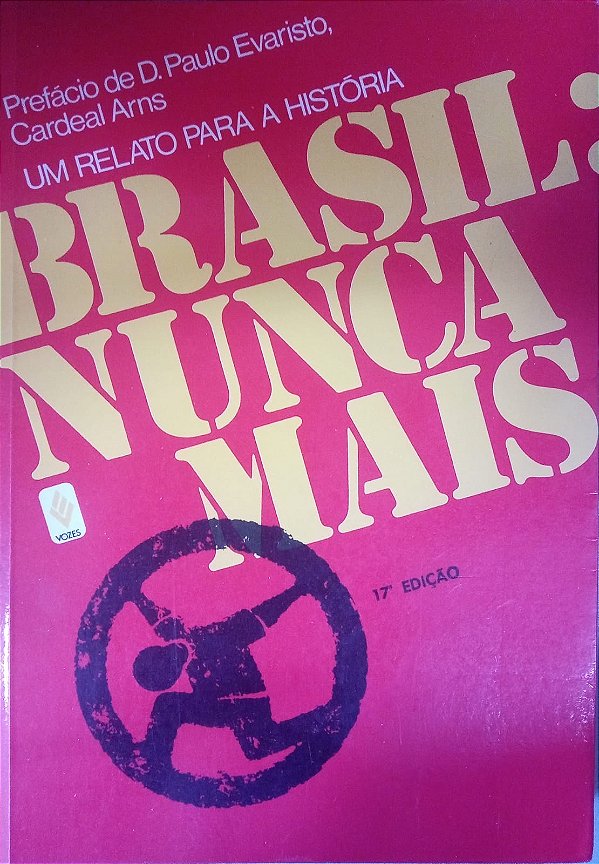 Prefácio de D. Paulo Evaristo,
Cardeal Arns
UM RELATO PARA A HISTÓRIA
BRASIL:
NUNCA
MAIS
VOZES
17ª EDIÇÃO